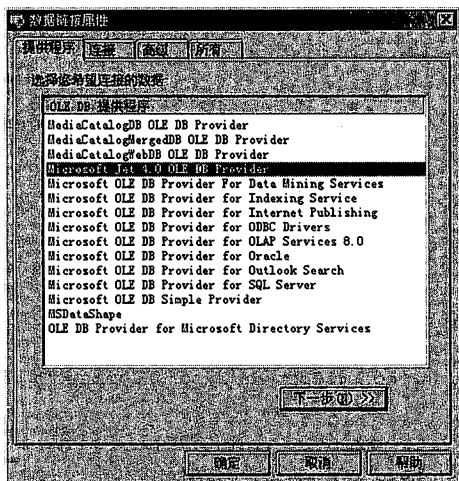 数据链接属性
提供程序 连接 高级 所有
选择您希望连接的数据:
OLE DB 提供程序
MediaCatalogDB OLE DB Provider
MediaCatalogMergedDB OLE DB Provider
MediaCatalogWebDB OLE DB Provider
Microsoft Jet 4.0 OLE DB Provider
Microsoft OLE DB Provider For Data Mining Services
Microsoft OLE DB Provider for Indexing Service
Microsoft OLE DB Provider for Internet Publishing
Microsoft OLE DB Provider for ODBC Drivers
Microsoft OLE DB Provider for OLAP Services 8.0
Microsoft OLE DB Provider for Oracle
Microsoft OLE DB Provider for Outlook Search
Microsoft OLE DB Provider for SQL Server
Microsoft OLE DB Simple Provider
MSDataShape
OLE DB Provider for Microsoft Directory Services
下一步(N) >>
确定 取消 帮助